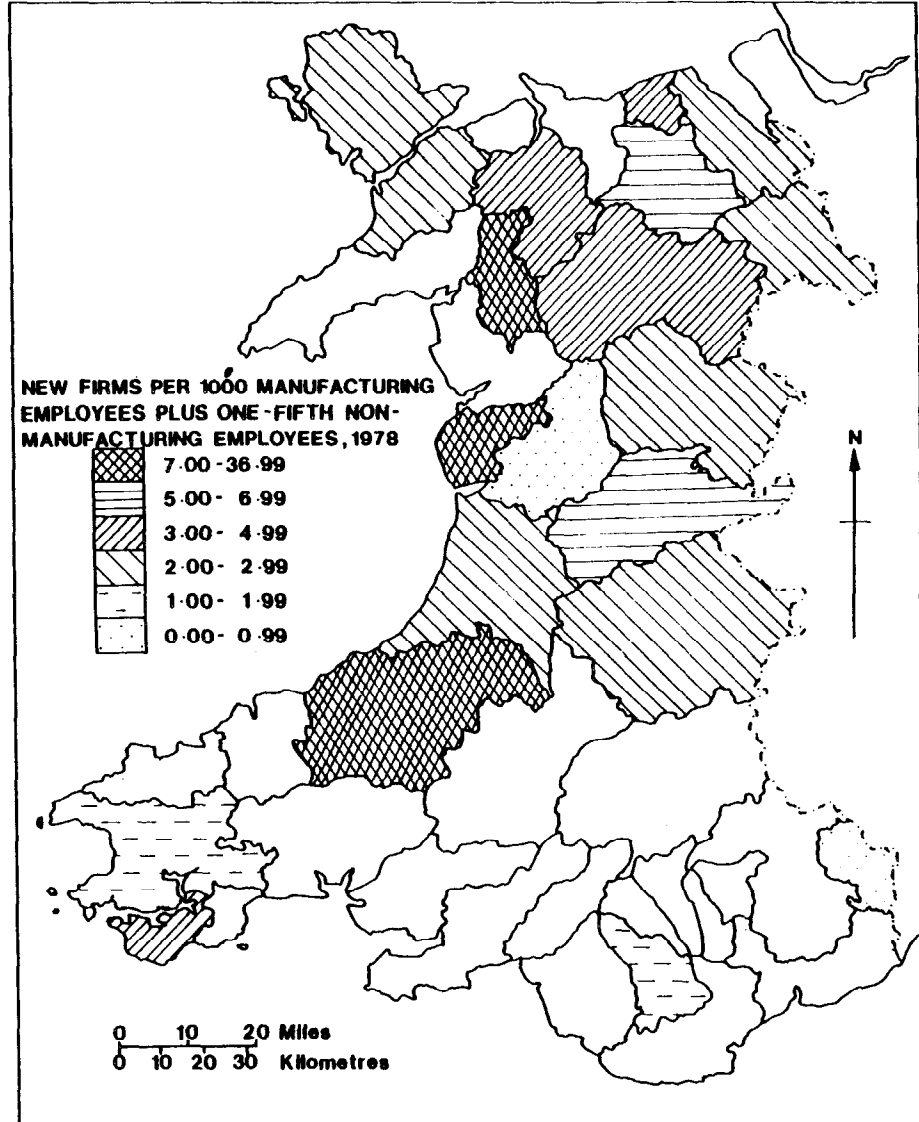 NEW FIRMS PER 1000 MANUFACTURING
EMPLOYEES PLUS ONE-FIFTH NON-
MANUFACTURING EMPLOYEES, 1978
7·00-36·99
5·00- 6·99
3·00- 4·99
2·00- 2·99
1·00- 1·99
0·00- 0·99
N
0 10 20 Miles
0 10 20 30 Kilometres